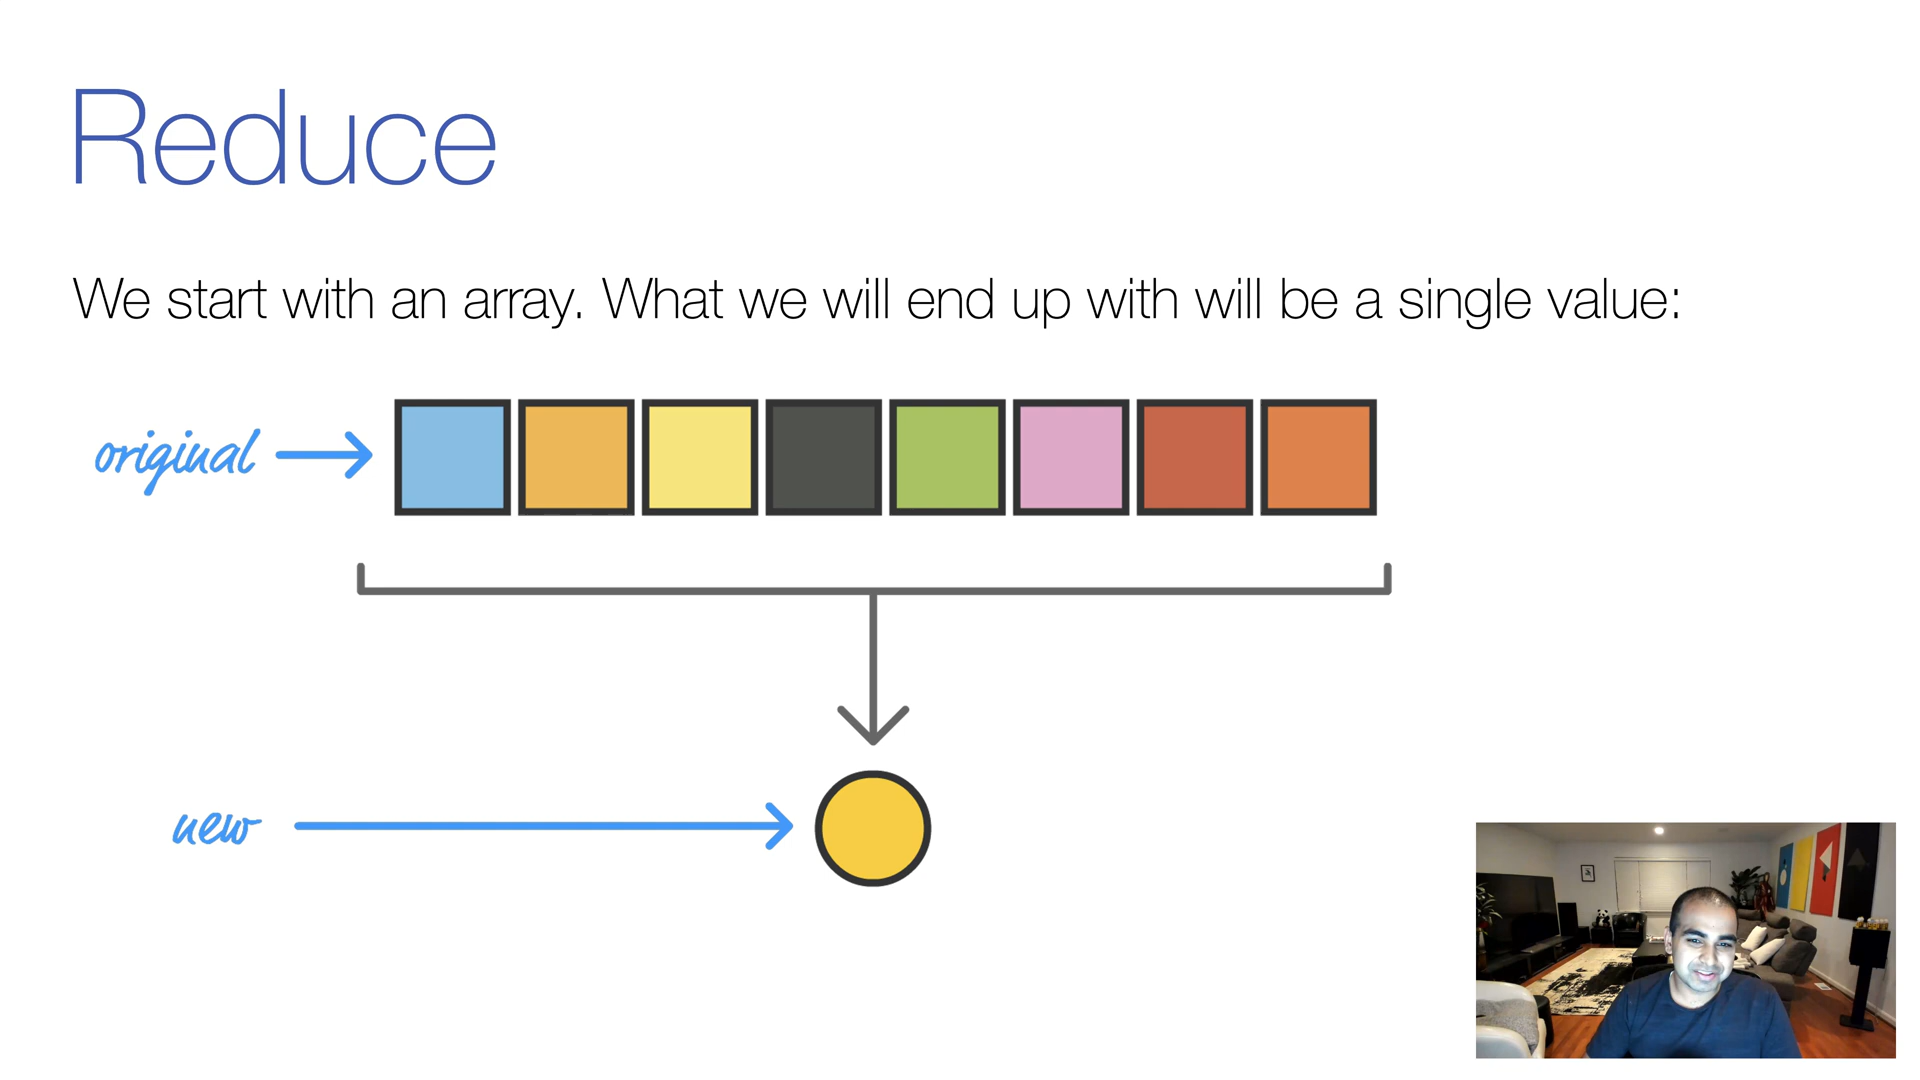 Reduce
We start with an array. What we will end up with will be a single value:
original
new